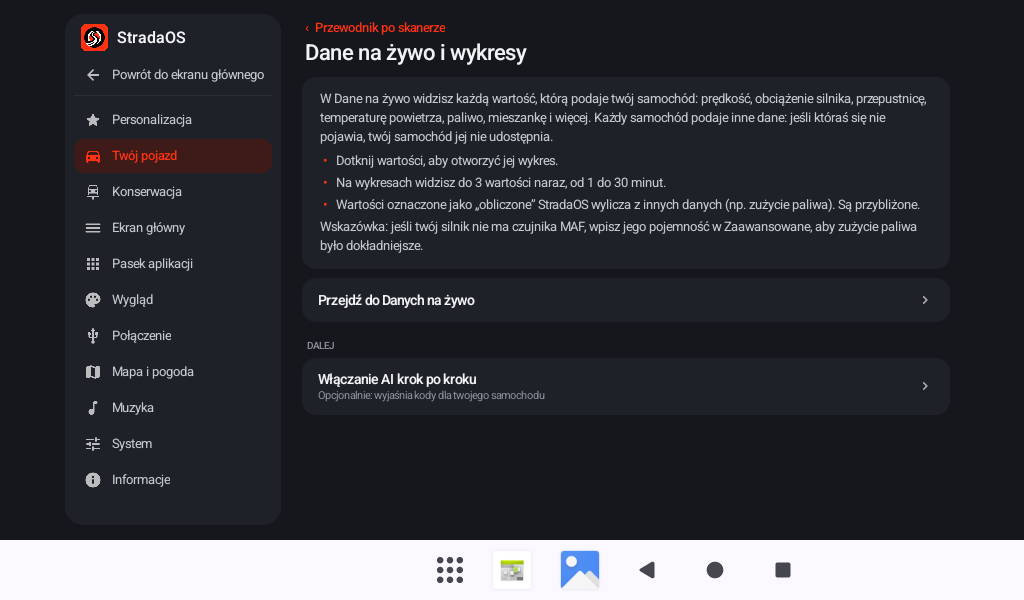 StradaOS
Powrót do ekranu głównego
Personalizacja
Twój pojazd
Konserwacja
Ekran główny
Pasek aplikacji
Wygląd
Połączenie
Mapa i pogoda
Muzyka
System
Informacje
‹ Przewodnik po skanerze
Dane na żywo i wykresy
W Dane na żywo widzisz każdą wartość, którą podaje twój samochód: prędkość, obciążenie silnika, przepustnicę,
temperaturę powietrza, paliwo, mieszankę i więcej. Każdy samochód podaje inne dane: jeśli któraś się nie
pojawia, twój samochód jej nie udostępnia.
• Dotknij wartości, aby otworzyć jej wykres.
• Na wykresach widzisz do 3 wartości naraz, od 1 do 30 minut.
• Wartości oznaczone jako „obliczone” StradaOS wylicza z innych danych (np. zużycie paliwa). Są przybliżone.
Wskazówka: jeśli twój silnik nie ma czujnika MAF, wpisz jego pojemność w Zaawansowane, aby zużycie paliwa
było dokładniejsze.
Przejdź do Danych na żywo
DALEJ
Włączanie AI krok po kroku
Opcjonalnie: wyjaśnia kody dla twojego samochodu